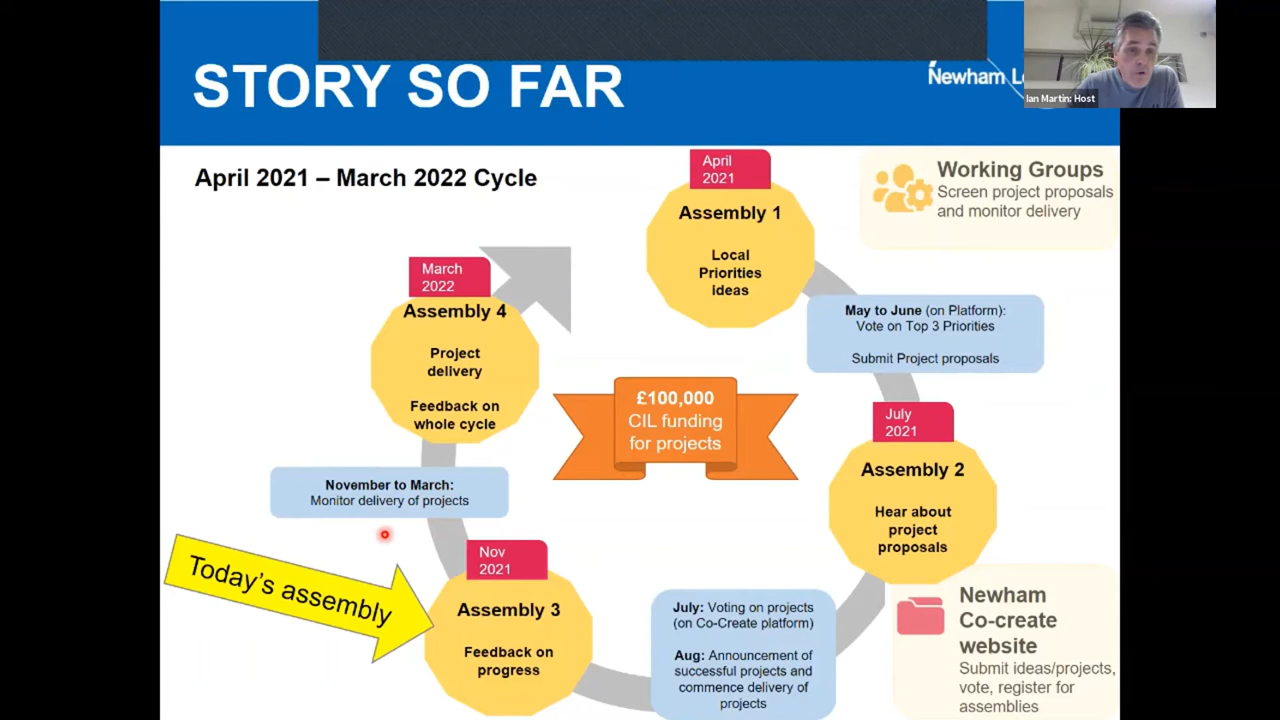 STORY SO FAR
Newham L
Ian Martin: Host
April 2021 – March 2022 Cycle
April
2021
Assembly 1
Local
Priorities
ideas
Working Groups
Screen project proposals
and monitor delivery
May to June (on Platform):
Vote on Top 3 Priorities
Submit Project proposals
July
2021
Assembly 2
Hear about
project
proposals
Newham
Co-create
website
Submit ideas/projects,
vote, register for
assemblies
July: Voting on projects
(on Co-Create platform)
Aug: Announcement of
successful projects and
commence delivery of
projects
Nov
2021
Assembly 3
Feedback on
progress
Today's assembly
November to March:
Monitor delivery of projects
March
2022
Assembly 4
Project
delivery
Feedback on
whole cycle
£100,000
CIL funding
for projects